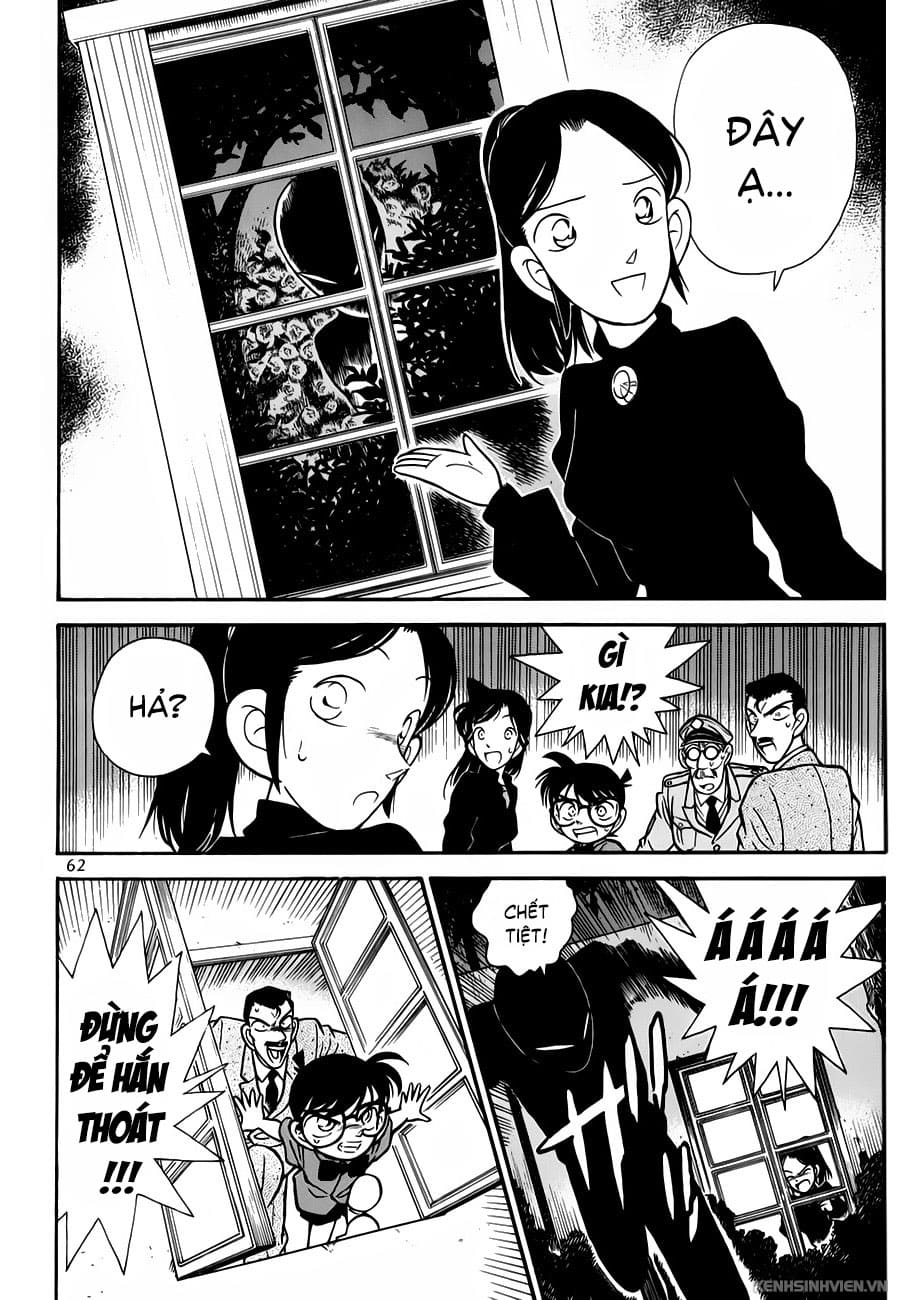 ĐÂY
Ạ...
GÌ
KIA!?
HẢ?
62
Á Á Á Á
Á!!!
CHẾT
TIỆT!
ĐỪNG
ĐỂ HẮN
THOÁT
!!!
KENHSINHVIEN.VN